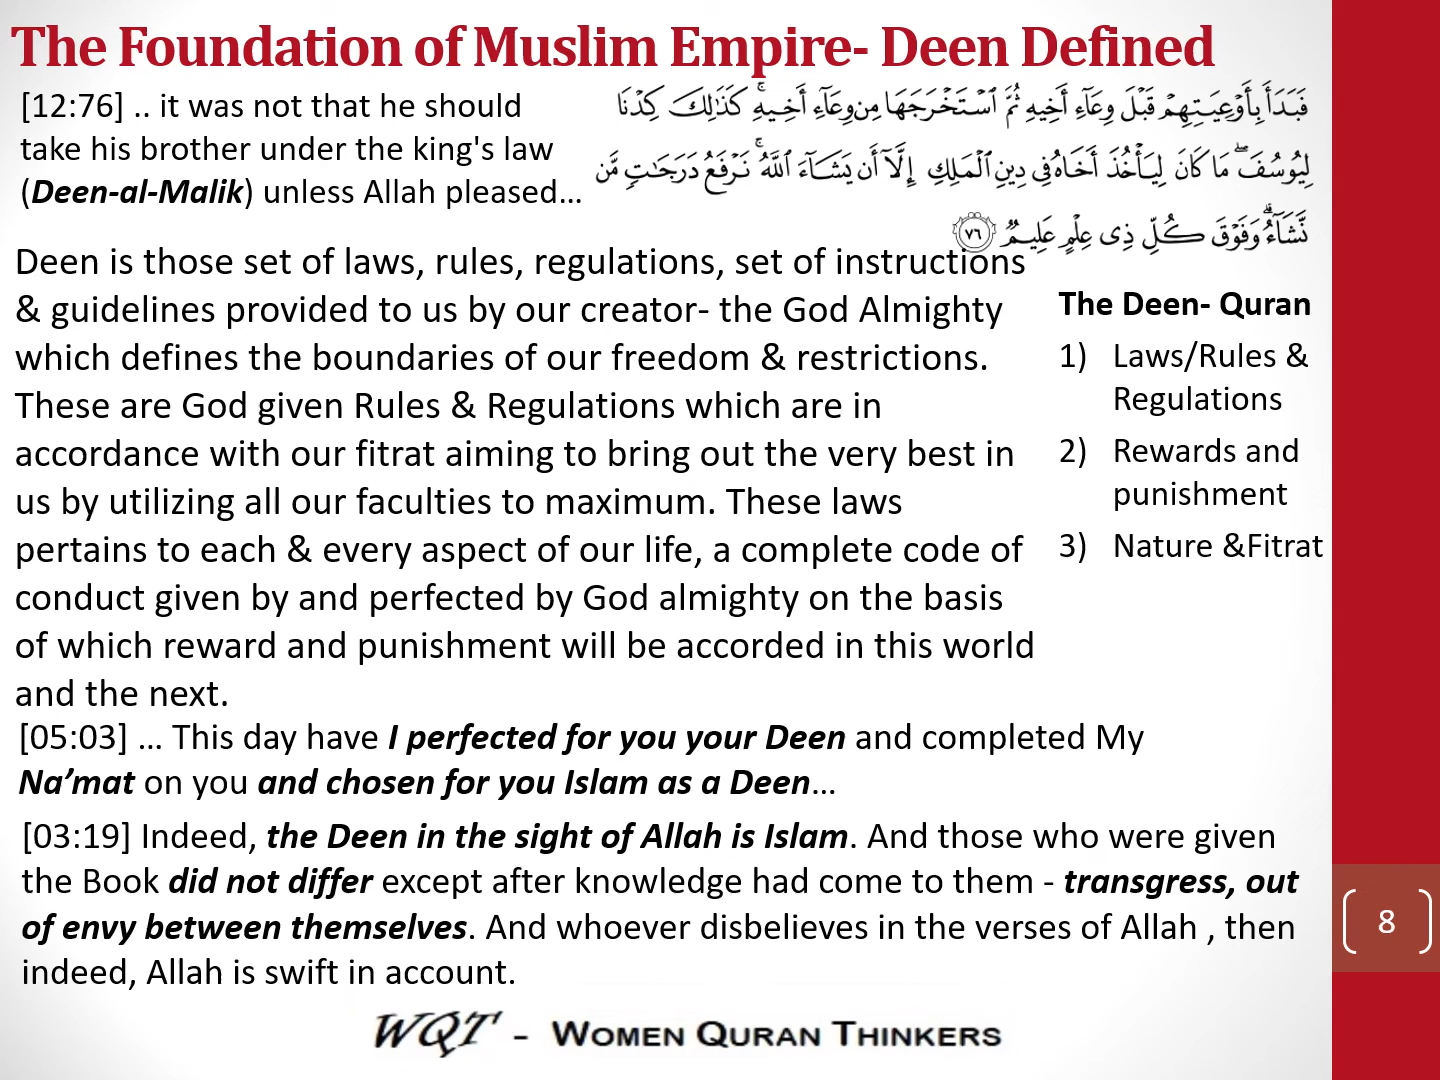 The Foundation of Muslim Empire- Deen Defined
[12:76] .. it was not that he should
take his brother under the king's law
(Deen-al-Malik) unless Allah pleased...
فَبَدَأَ بِأَوْعِيَتِهِمْ قَبْلَ وِعَآءِ أَخِيهِ ثُمَّ ٱسْتَخْرَجَهَا مِن وِعَآءِ أَخِيهِ ۚ كَذَٰلِكَ كِدْنَا
لِيُوسُفَ ۖ مَا كَانَ لِيَأْخُذَ أَخَاهُ فِى دِينِ ٱلْمَلِكِ إِلَّآ أَن يَشَآءَ ٱللَّهُ ۚ نَرْفَعُ دَرَجَٰتٍ مَّن
نَّشَآءُ ۗ وَفَوْقَ كُلِّ ذِى عِلْمٍ عَلِيمٌ ٧٦
Deen is those set of laws, rules, regulations, set of instructions
& guidelines provided to us by our creator- the God Almighty
which defines the boundaries of our freedom & restrictions.
These are God given Rules & Regulations which are in
accordance with our fitrat aiming to bring out the very best in
us by utilizing all our faculties to maximum. These laws
pertains to each & every aspect of our life, a complete code of
conduct given by and perfected by God almighty on the basis
of which reward and punishment will be accorded in this world
and the next.
The Deen- Quran
1) Laws/Rules &
Regulations
2) Rewards and
punishment
3) Nature &Fitrat
[05:03] ... This day have I perfected for you your Deen and completed My
Na’mat on you and chosen for you Islam as a Deen...
[03:19] Indeed, the Deen in the sight of Allah is Islam. And those who were given
the Book did not differ except after knowledge had come to them - transgress, out
of envy between themselves. And whoever disbelieves in the verses of Allah , then
indeed, Allah is swift in account.
8
WQT - WOMEN QURAN THINKERS